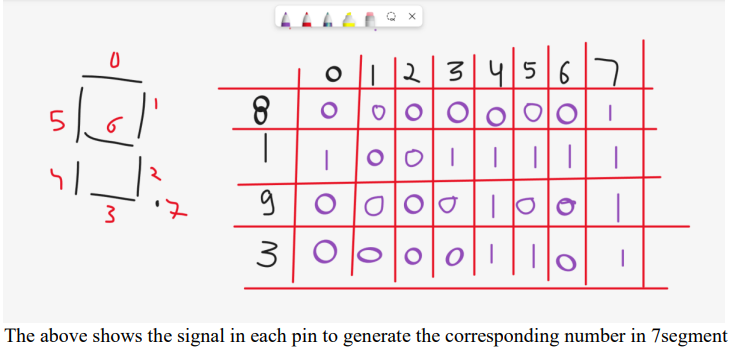 0
5 6 1
4 2
3 .7
0 1 2 3 4 5 6 7
8 0 0 0 0 0 0 0 1
1 1 0 0 1 1 1 1 1
9 0 0 0 0 1 0 0 1
3 0 0 0 0 1 1 0 1
The above shows the signal in each pin to generate the corresponding number in 7segment